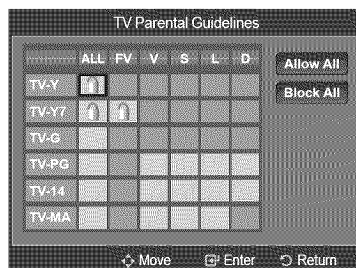 TV Parental Guidelines
ALL FV V S L D
Allow All
TV-Y
Block All
TV-Y7
TV-G
TV-PG
TV-14
TV-MA
Move Enter Return